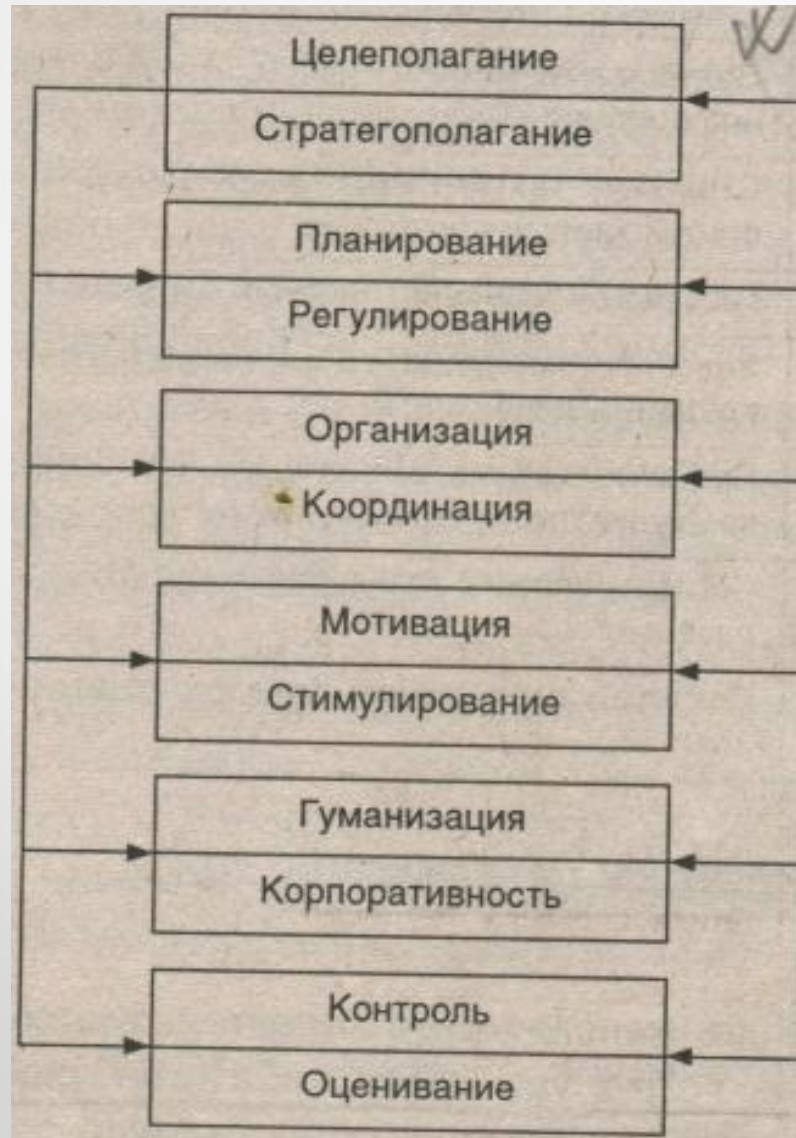 Целеполагание
Стратегополагание
Планирование
Регулирование
Организация
Координация
Мотивация
Стимулирование
Гуманизация
Корпоративность
Контроль
Оценивание